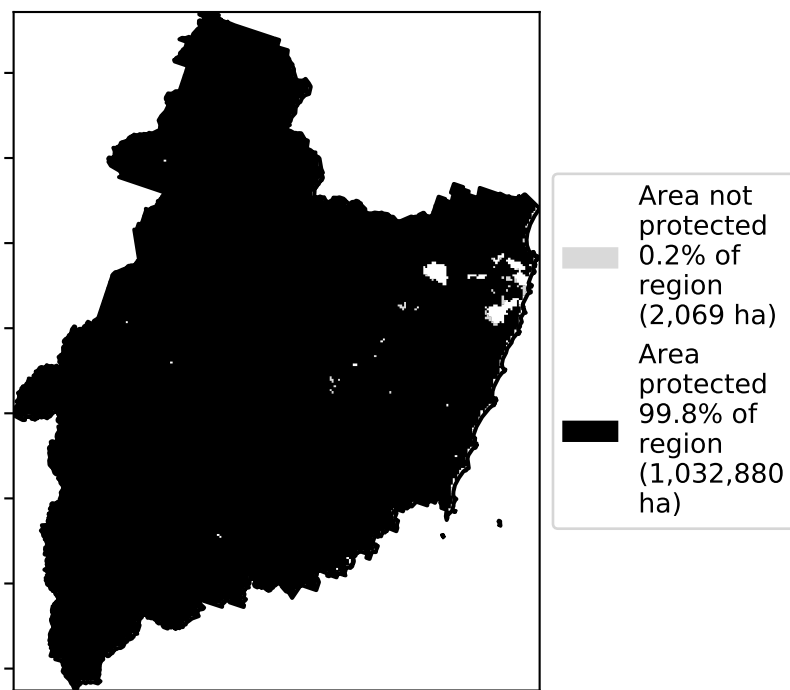 Area not
protected
0.2% of
region
(2,069 ha)
Area
protected
99.8% of
region
(1,032,880
ha)